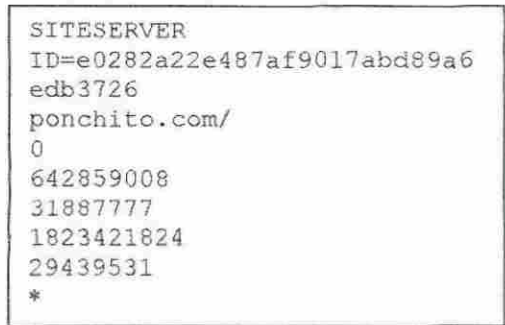 SITESERVER
ID=e0282a22e487af9017abd89a6
edb3726
ponchito.com/
0
642859008
31887777
1823421824
29439531
*